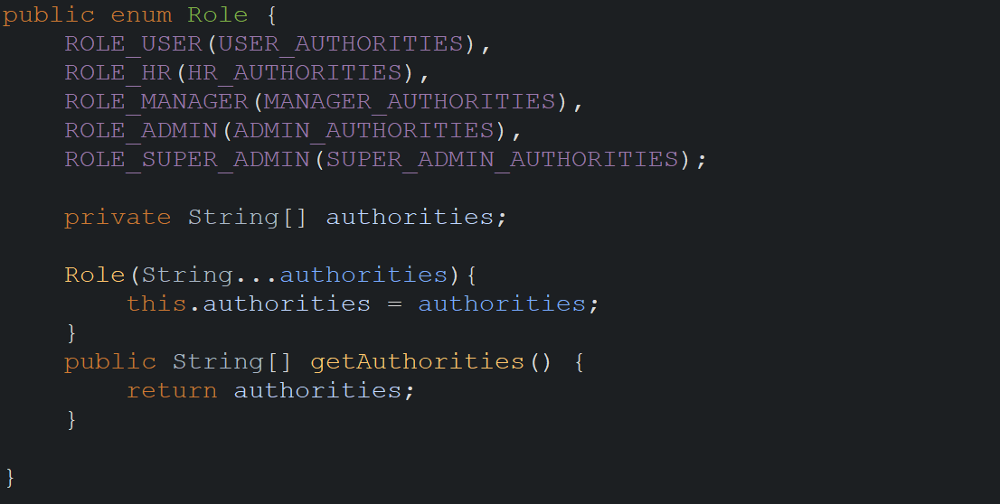 public enum Role {
    ROLE_USER(USER_AUTHORITIES),
    ROLE_HR(HR_AUTHORITIES),
    ROLE_MANAGER(MANAGER_AUTHORITIES),
    ROLE_ADMIN(ADMIN_AUTHORITIES),
    ROLE_SUPER_ADMIN(SUPER_ADMIN_AUTHORITIES);
    private String[] authorities;
    Role(String...authorities){
        this.authorities = authorities;
    }
    public String[] getAuthorities() {
        return authorities;
    }
}